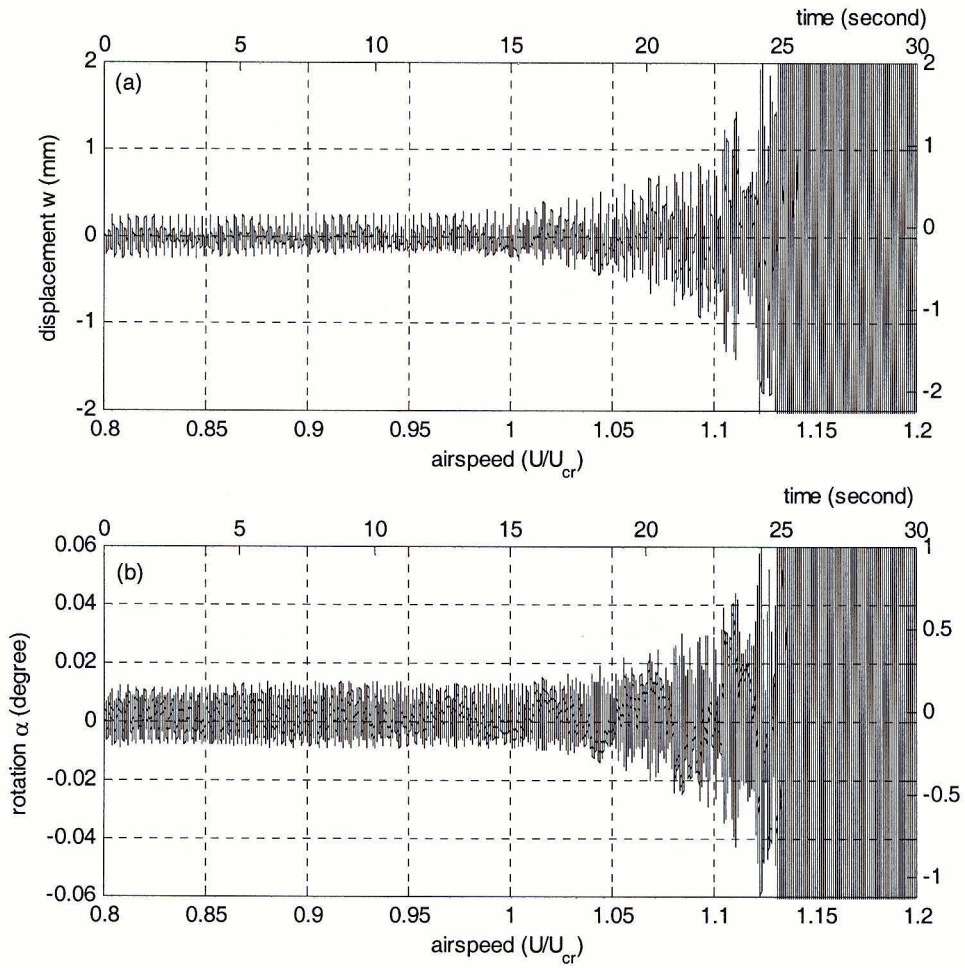 time (second)
0 5 10 15 20 25 30
2 2
(a)
1 1
0 0
-1 -1
-2 -2
displacement w (mm)
0.8 0.85 0.9 0.95 1 1.05 1.1 1.15 1.2
airspeed (U/Ucr)
time (second)
0 5 10 15 20 25 30
0.06 1
(b)
0.04
0.5
0.02
0 0
-0.02
-0.5
-0.04
-1
-0.06
rotation α (degree)
0.8 0.85 0.9 0.95 1 1.05 1.1 1.15 1.2
airspeed (U/Ucr)